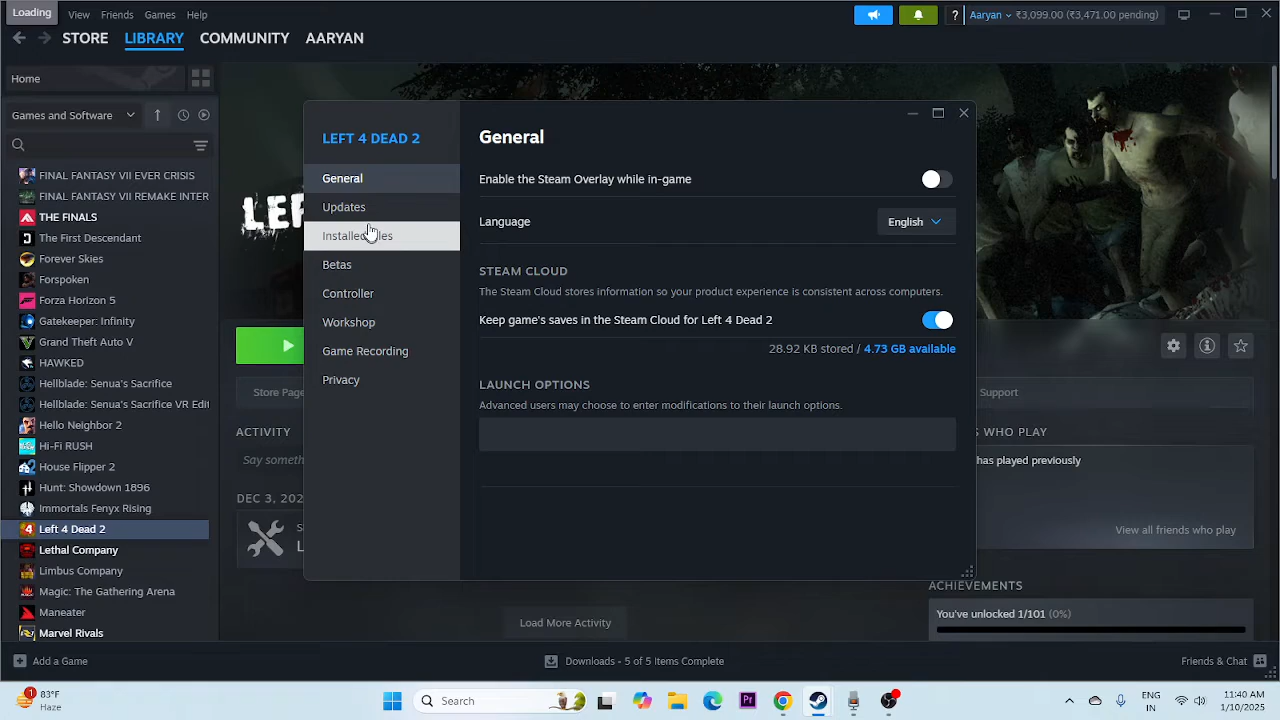 Loading
View
Friends
Games
Help
?
Aaryan
₹3,099.00 (₹3,471.00 pending)
STORE
LIBRARY
COMMUNITY
AARYAN
Home
Games and Software
FINAL FANTASY VII EVER CRISIS
FINAL FANTASY VII REMAKE INTER
THE FINALS
The First Descendant
Forever Skies
Forspoken
Forza Horizon 5
Gatekeeper: Infinity
Grand Theft Auto V
HAWKED
Hellblade: Senua's Sacrifice
Hellblade: Senua's Sacrifice VR Edit
Hello Neighbor 2
Hi-Fi RUSH
House Flipper 2
Hunt: Showdown 1896
Immortals Fenyx Rising
Left 4 Dead 2
Lethal Company
Limbus Company
Magic: The Gathering Arena
Maneater
Marvel Rivals
LEF
Store Page
ACTIVITY
Say someth
DEC 3, 202
S
L
Load More Activity
LEFT 4 DEAD 2
General
Updates
Installed Files
Betas
Controller
Workshop
Game Recording
Privacy
General
Enable the Steam Overlay while in-game
Language
English
STEAM CLOUD
The Steam Cloud stores information so your product experience is consistent across computers.
Keep game's saves in the Steam Cloud for Left 4 Dead 2
28.92 KB stored / 4.73 GB available
LAUNCH OPTIONS
Advanced users may choose to enter modifications to their launch options.
Support
S WHO PLAY
has played previously
View all friends who play
ACHIEVEMENTS
You've unlocked 1/101 (0%)
Add a Game
Downloads - 5 of 5 Items Complete
Friends & Chat
83°F
Haze
Search
Pr
ENG
IN
11:40 AM
1/10/2025